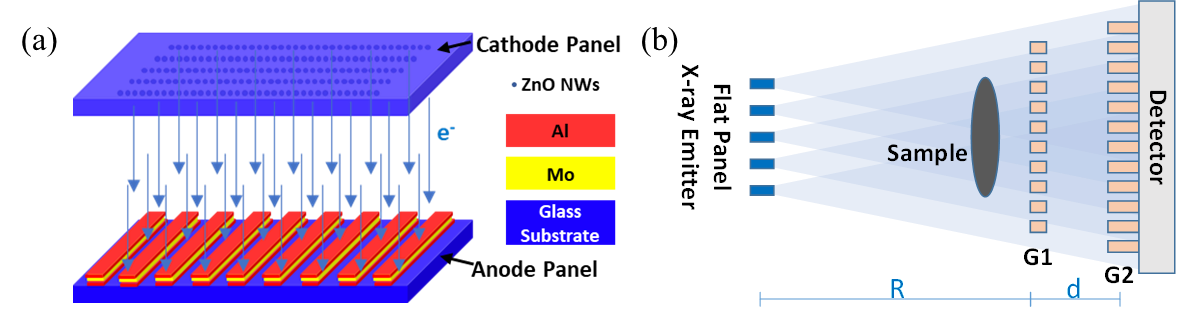 (a)
Cathode Panel
ZnO NWs
e-
Al
Mo
Glass
Substrate
Anode Panel
(b)
Flat Panel
X-ray Emitter
Sample
G1
G2
Detector
R
d